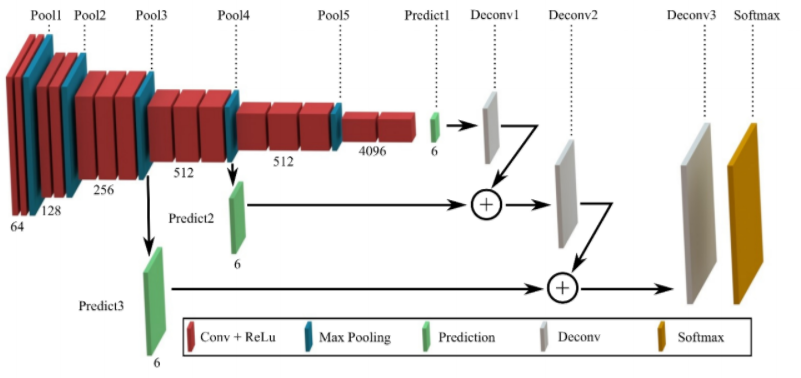 Pool1 Pool2 Pool3 Pool4 Pool5 Predict1 Deconv1 Deconv2 Deconv3 Softmax
64
128
256
512
512
4096
6
Predict2
6
Predict3
6
Conv + ReLu Max Pooling Prediction Deconv Softmax